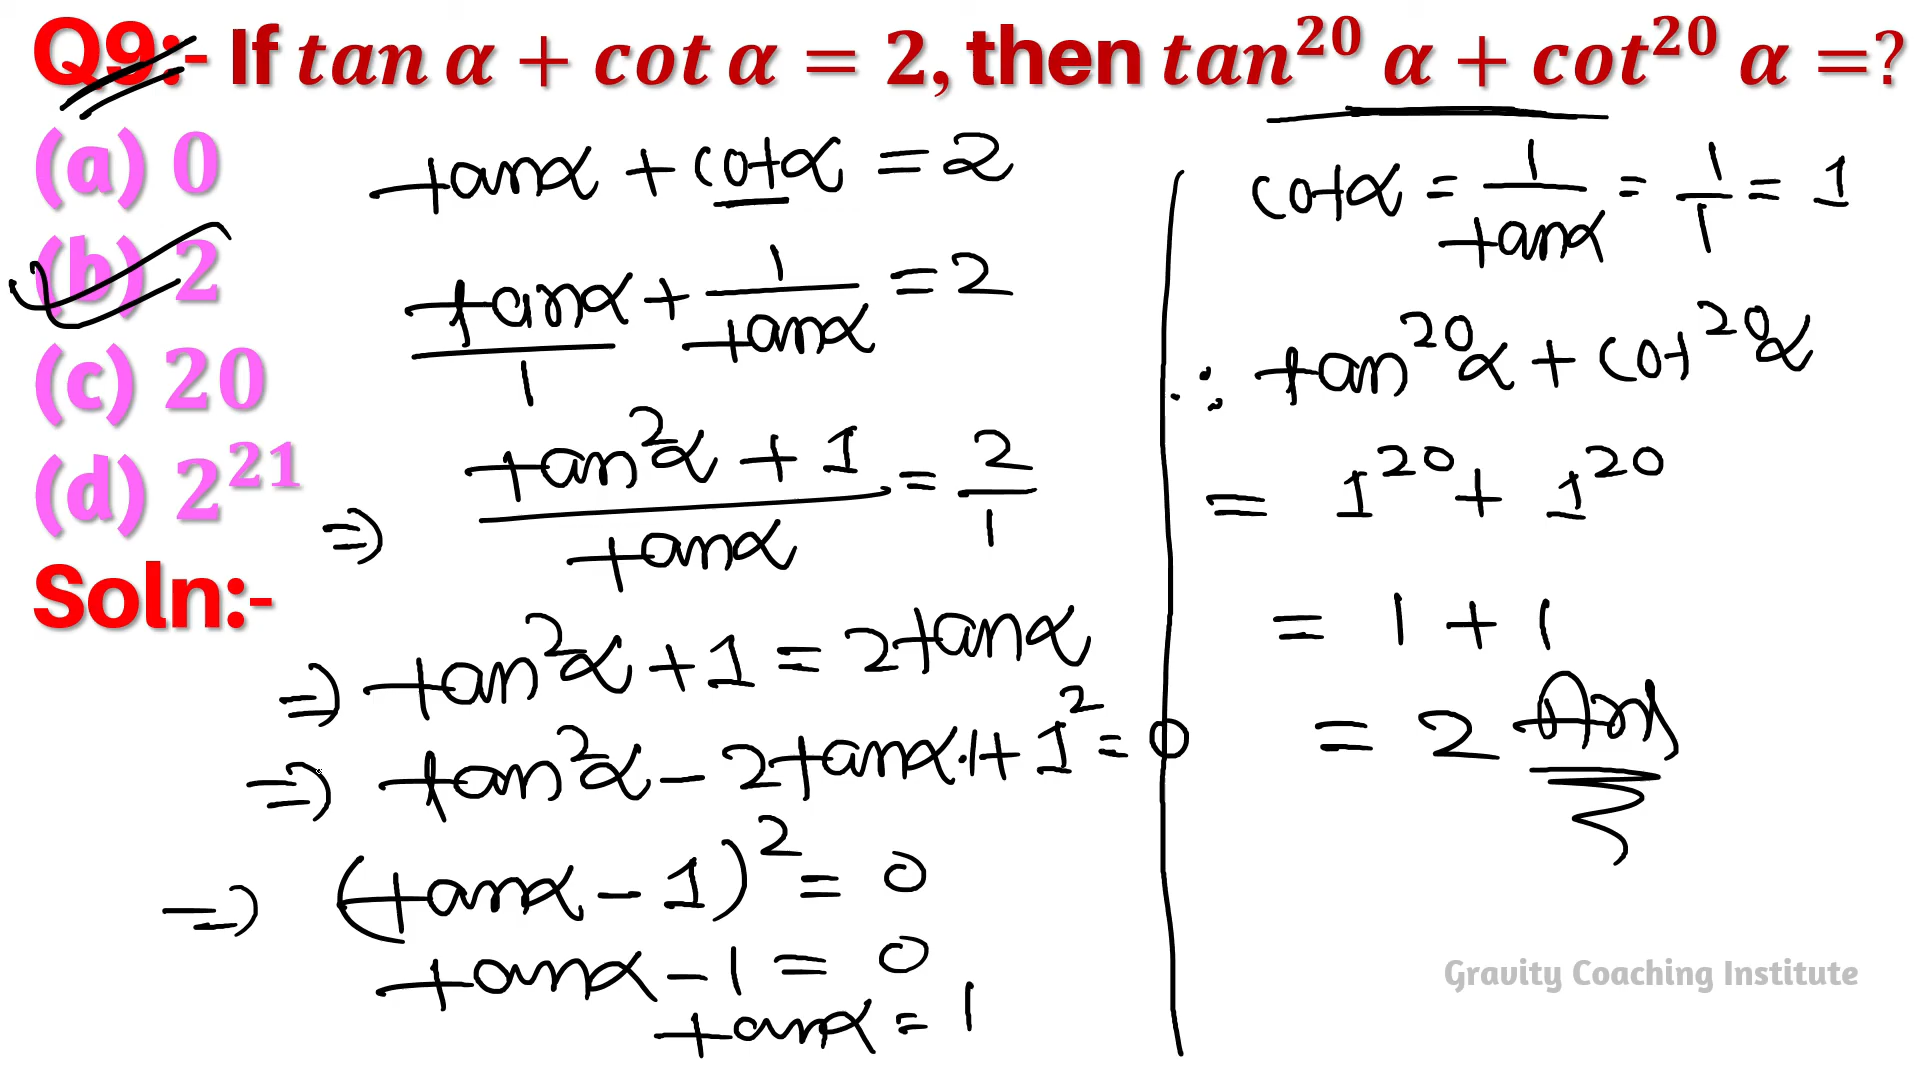 Q9:- If tan α + cot α = 2, then tan²⁰ α + cot²⁰ α =?
(a) 0
(b) 2
(c) 20
(d) 2²¹
Soln:-
tanα + cotα = 2
tanα/1 + 1/tanα = 2
⇒ (tan²α + 1)/tanα = 2/1
⇒ tan²α + 1 = 2tanα
⇒ tan²α - 2tanα·1 + 1² = 0
⇒ (tanα - 1)² = 0
tanα - 1 = 0
tanα = 1
cotα = 1/tanα = 1/1 = 1
∴ tan²⁰α + cot²⁰α
= 1²⁰ + 1²⁰
= 1 + 1
= 2 Ans
Gravity Coaching Institute